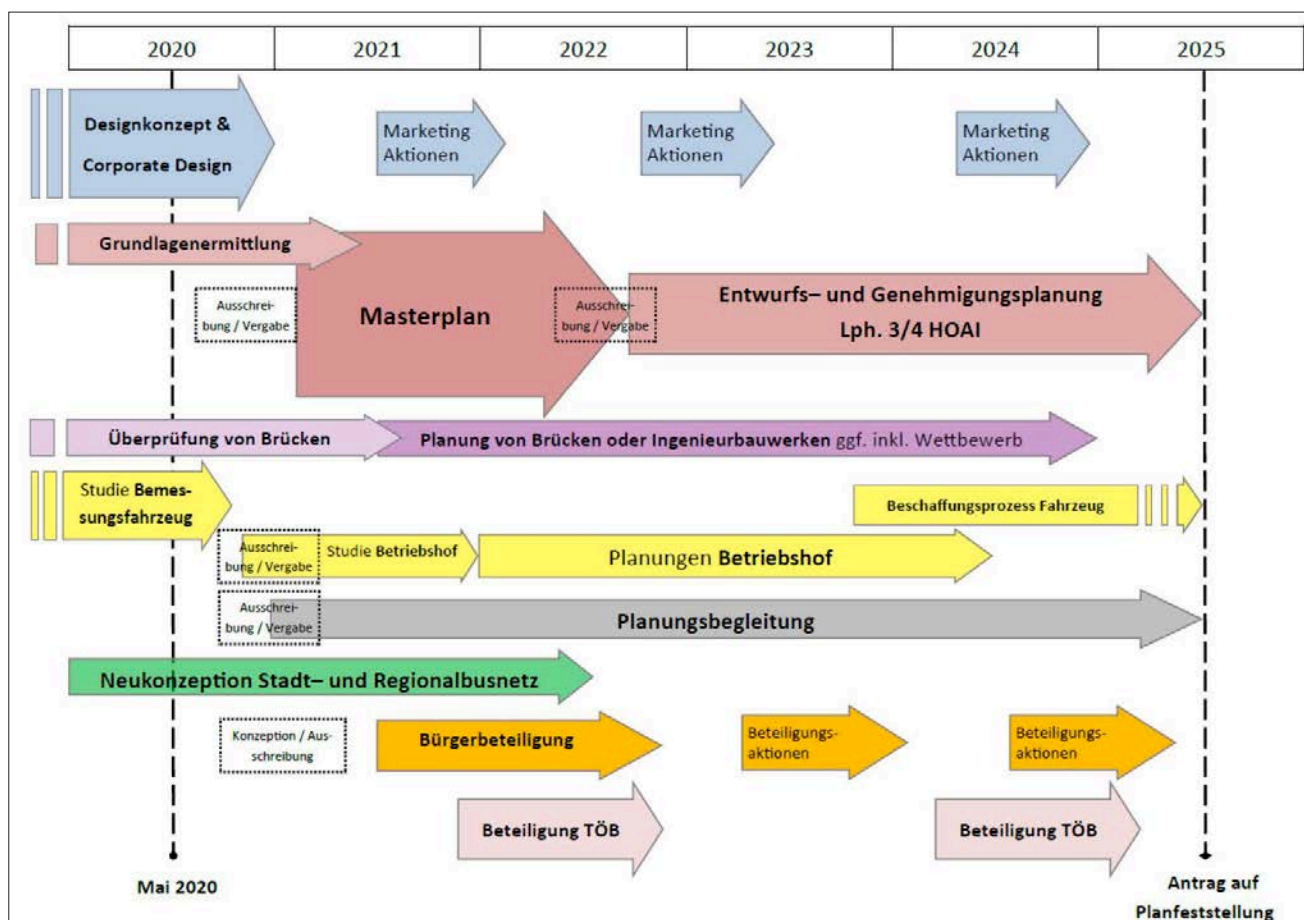 2020 2021 2022 2023 2024 2025
Designkonzept &
Corporate Design
Marketing
Aktionen
Marketing
Aktionen
Marketing
Aktionen
Grundlagenermittlung
Ausschrei-
bung / Vergabe
Masterplan
Ausschrei-
bung / Vergabe
Entwurfs– und Genehmigungsplanung
Lph. 3/4 HOAI
Überprüfung von Brücken
Planung von Brücken oder Ingenieurbauwerken ggf. inkl. Wettbewerb
Studie Bemes-
sungsfahrzeug
Beschaffungsprozess Fahrzeug
Ausschrei-
bung / Vergabe
Studie Betriebshof
Planungen Betriebshof
Ausschrei-
bung / Vergabe
Planungsbegleitung
Neukonzeption Stadt– und Regionalbusnetz
Konzeption / Aus-
schreibung
Bürgerbeteiligung
Beteiligungs-
aktionen
Beteiligungs-
aktionen
Beteiligung TÖB
Beteiligung TÖB
Mai 2020
Antrag auf
Planfeststellung